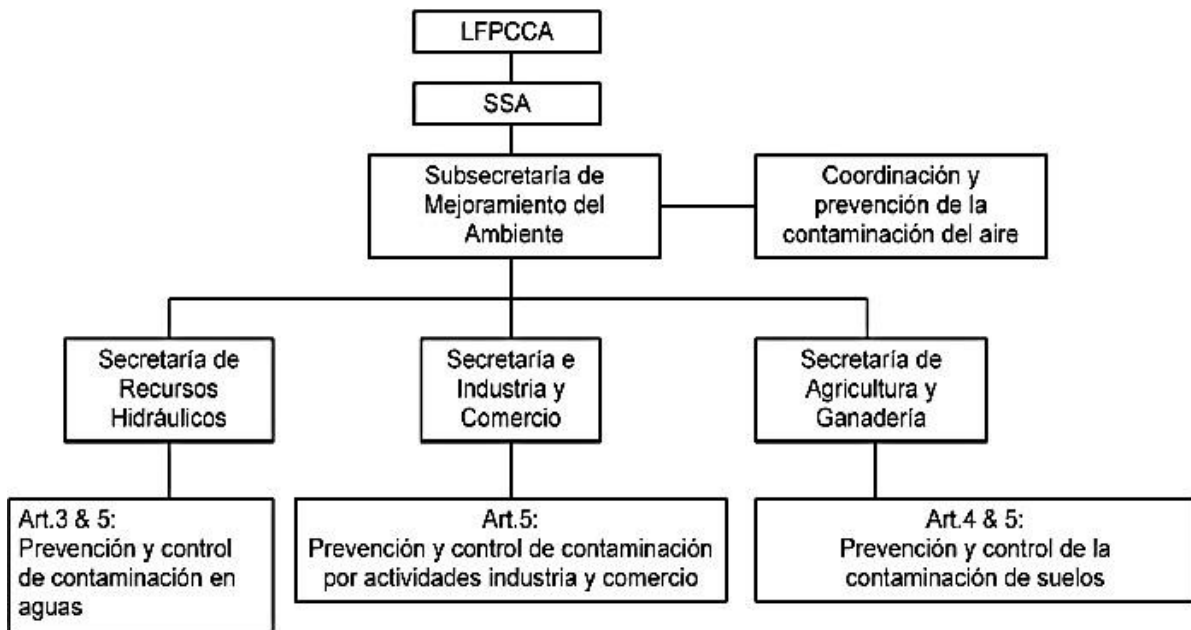 LFPCCA
SSA
Subsecretaría de
Mejoramiento del
Ambiente
Coordinación y
prevención de la
contaminación del aire
Secretaría de
Recursos
Hidráulicos
Secretaría e
Industria y
Comercio
Secretaría de
Agricultura y
Ganadería
Art.3 & 5:
Prevención y control
de contaminación en
aguas
Art.5:
Prevención y control de contaminación
por actividades industria y comercio
Art.4 & 5:
Prevención y control de la
contaminación de suelos